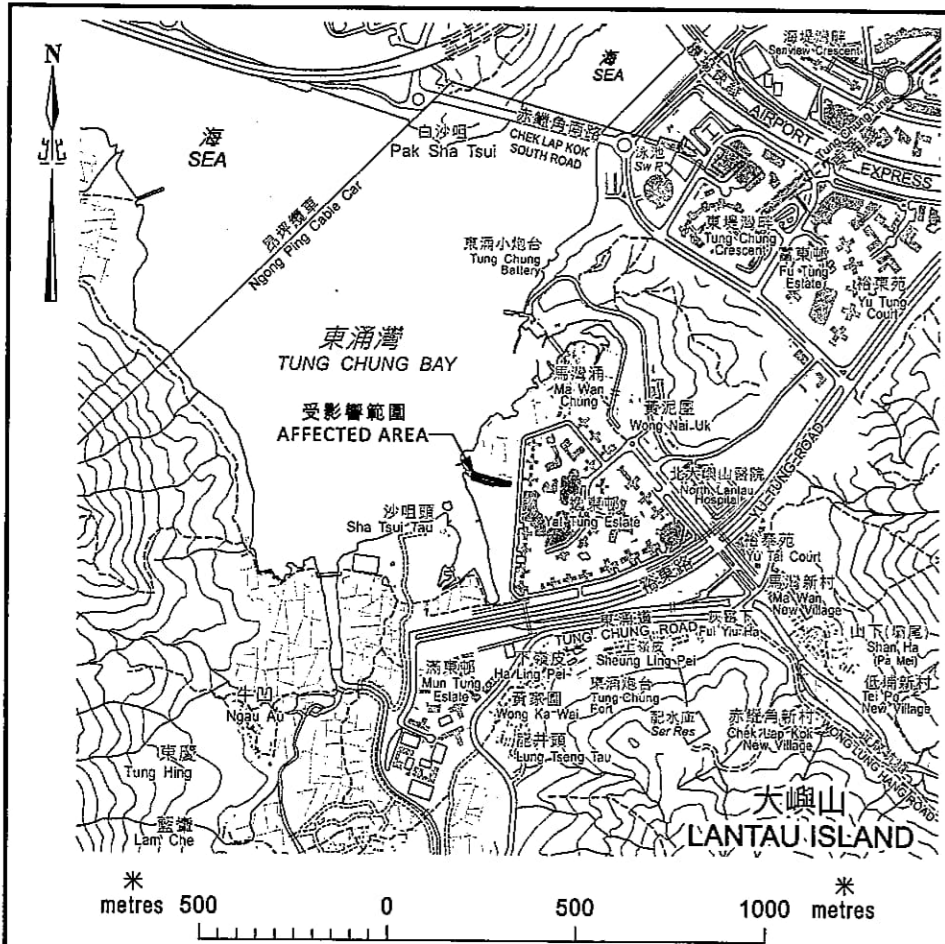 N
北
海
SEA
海
SEA
海堤灣畔
Seaview Crescent
白沙咀
Pak Sha Tsui
赤鱲角南路
CHEK LAP KOK
SOUTH ROAD
泳池
Sw P
AIRPORT
EXPRESS
Tung Chung Line
昂坪纜車
Ngong Ping Cable Car
東涌小炮台
Tung Chung
Battery
東堤灣畔
Tung Chung
Crescent
富東邨
Fu Tung
Estate
裕東苑
Yu Tung
Court
東涌灣
TUNG CHUNG BAY
馬灣涌
Ma Wan
Chung
黃泥屋
Wong Nai Uk
受影響範圍
AFFECTED AREA
北大嶼山醫院
North Lantau
Hospital
YU TUNG ROAD
沙咀頭
Sha Tsui Tau
逸東邨
Yat Tung Estate
裕泰苑
Yu Tai Court
裕東路
馬灣新村
Ma Wan
New Village
東涌道
TUNG CHUNG ROAD
灰窰下
Fui Yiu Ha
山下(壩尾)
Shan Ha
(Pa Mei)
下嶺皮
Ha Ling Pei
上嶺皮
Sheung Ling Pei
滿東邨
Mun Tung
Estate
東涌炮台
Tung Chung
Fort
低埔新村
Tei Po
New Village
牛凹
Ngau Au
黃家圍
Wong Ka Wai
配水庫
Ser Res
赤鱲角新村
Chek Lap Kok
New Village
龍井頭
Lung Tseng Tau
東慶
Tung Hing
CHUNG LUNG HANG ROAD
藍輋
Lam Che
大嶼山
LANTAU ISLAND
米
metres 500 0 500 1000 metres
米